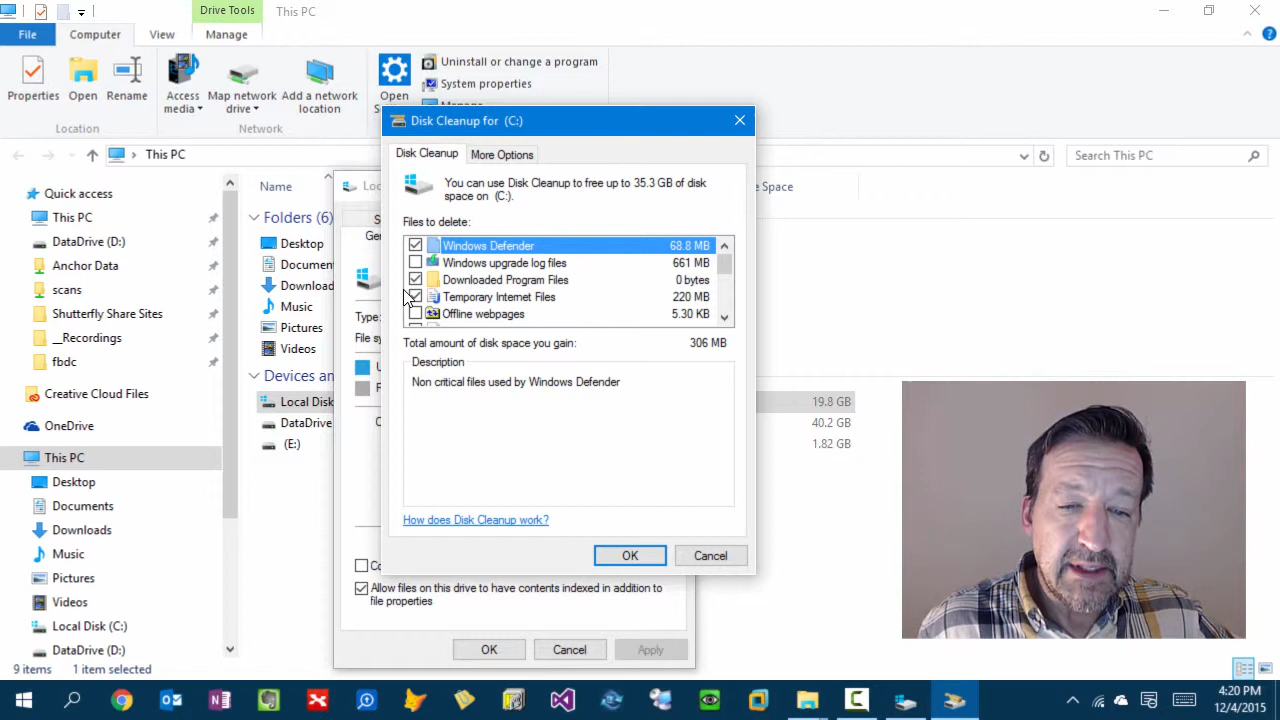 Drive Tools
This PC
File
Computer
View
Manage
Properties
Open
Rename
Access media
Map network drive
Add a network location
Open
Uninstall or change a program
System properties
Location
Network
This PC
Search This PC
Quick access
This PC
DataDrive (D:)
Anchor Data
scans
Shutterfly Share Sites
__Recordings
fbdc
Creative Cloud Files
OneDrive
This PC
Desktop
Documents
Downloads
Music
Pictures
Videos
Local Disk (C:)
DataDrive (D:)
Name
Space
Folders (6)
Desktop
Documen
Downloa
Music
Pictures
Videos
Devices an
Local Disk
DataDrive
(E:)
19.8 GB
40.2 GB
1.82 GB
Type:
File sy
Allow files on this drive to have contents indexed in addition to
file properties
OK
Cancel
Apply
Disk Cleanup for (C:)
Disk Cleanup
More Options
You can use Disk Cleanup to free up to 35.3 GB of disk
space on (C:).
Files to delete:
Windows Defender 68.8 MB
Windows upgrade log files 661 MB
Downloaded Program Files 0 bytes
Temporary Internet Files 220 MB
Offline webpages 5.30 KB
Total amount of disk space you gain: 306 MB
Description
Non critical files used by Windows Defender
How does Disk Cleanup work?
OK
Cancel
9 items
1 item selected
4:20 PM
12/4/2015